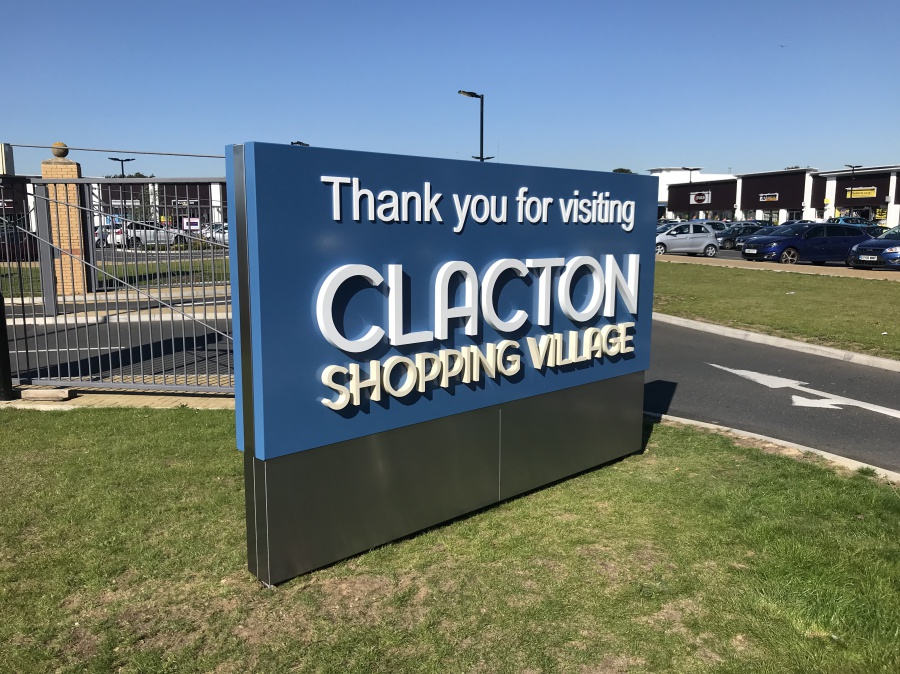 Thank you for visiting
CLACTON
SHOPPING VILLAGE